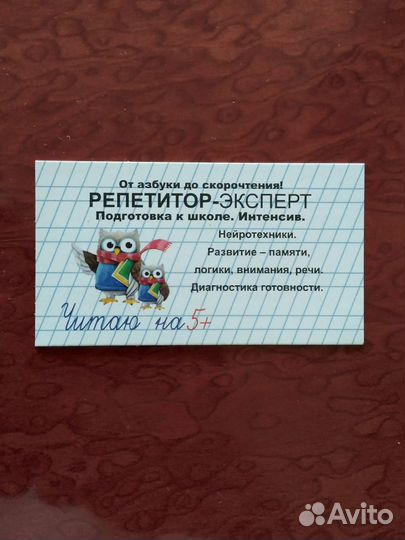 От азбуки до скорочтения!
РЕПЕТИТОР-ЭКСПЕРТ
Подготовка к школе. Интенсив.
Нейротехники.
Развитие – памяти,
логики, внимания, речи.
Диагностика готовности.
Читаю на 5+
Avito